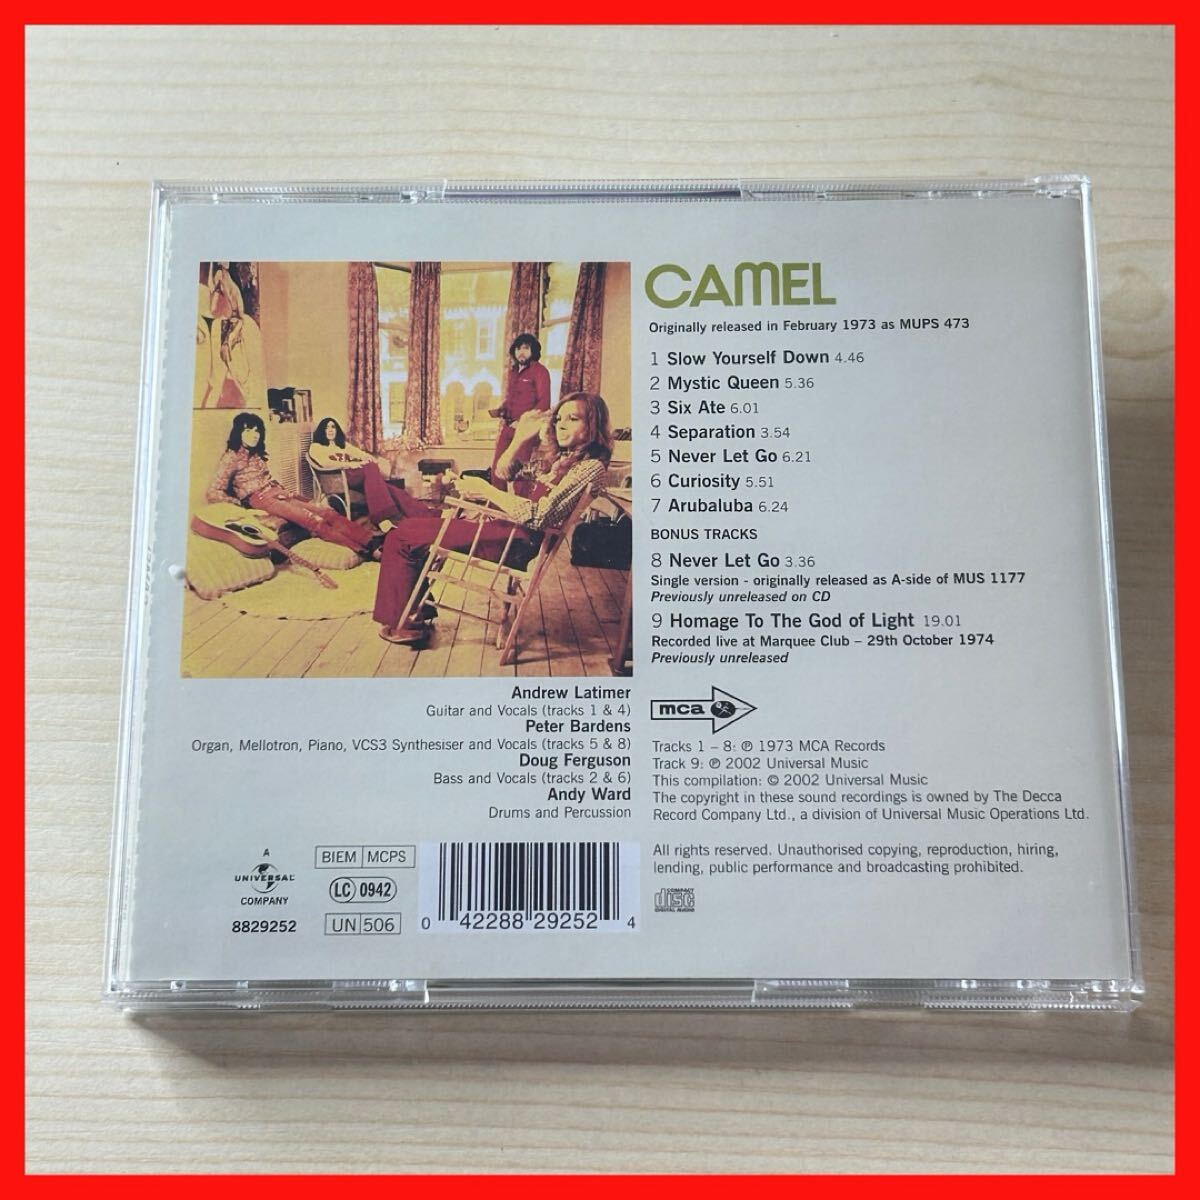 CAMEL
Originally released in February 1973 as MUPS 473
1 Slow Yourself Down 4.46
2 Mystic Queen 5.36
3 Six Ate 6.01
4 Separation 3.54
5 Never Let Go 6.21
6 Curiosity 5.51
7 Arubaluba 6.24
BONUS TRACKS
8 Never Let Go 3.36
Single version - originally released as A-side of MUS 1177
Previously unreleased on CD
9 Homage To The God of Light 19.01
Recorded live at Marquee Club – 29th October 1974
Previously unreleased
Andrew Latimer
Guitar and Vocals (tracks 1 & 4)
Peter Bardens
Organ, Mellotron, Piano, VCS3 Synthesiser and Vocals (tracks 5 & 8)
Doug Ferguson
Bass and Vocals (tracks 2 & 6)
Andy Ward
Drums and Percussion
mca
Tracks 1 – 8: ℗ 1973 MCA Records
Track 9: ℗ 2002 Universal Music
This compilation: © 2002 Universal Music
The copyright in these sound recordings is owned by The Decca
Record Company Ltd., a division of Universal Music Operations Ltd.
All rights reserved. Unauthorised copying, reproduction, hiring,
lending, public performance and broadcasting prohibited.
COMPACT
disc
DIGITAL AUDIO
A
UNIVERSAL
COMPANY
8829252
BIEM MCPS
LC 0942
UN 506
0 42288 29252 4